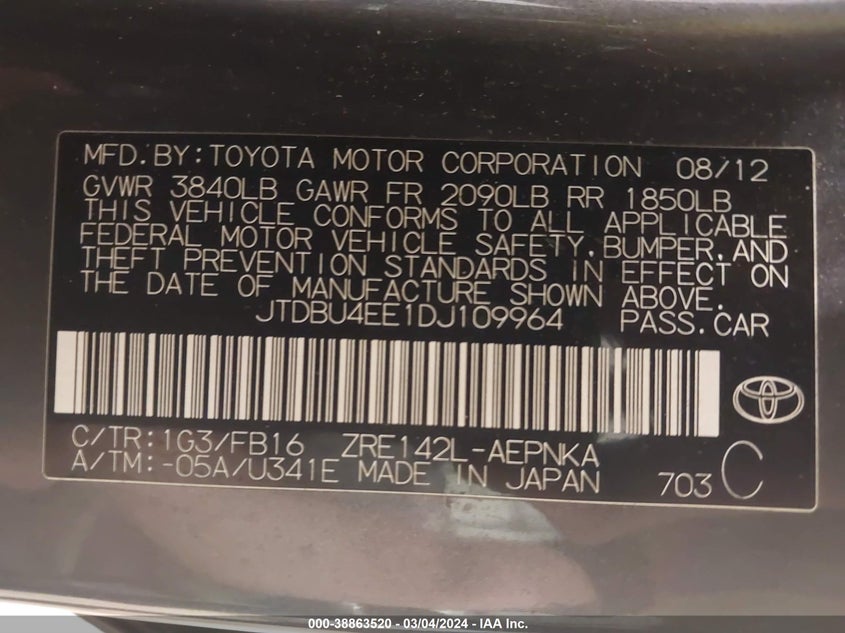 MFD.BY:TOYOTA MOTOR CORPORATION 08/12
GVWR 3840LB GAWR FR 2090LB RR 1850LB
THIS VEHICLE CONFORMS TO ALL APPLICABLE
FEDERAL MOTOR VEHICLE SAFETY,BUMPER,AND
THEFT PREVENTION STANDARDS IN EFFECT ON
THE DATE OF MANUFACTURE SHOWN ABOVE.
JTDBU4EE1DJ109964 PASS.CAR
C/TR:1G3/FB16 ZRE142L-AEPNKA
A/TM:-05A/U341E MADE IN JAPAN 703 C
000-38863520 - 03/04/2024 - IAA Inc.